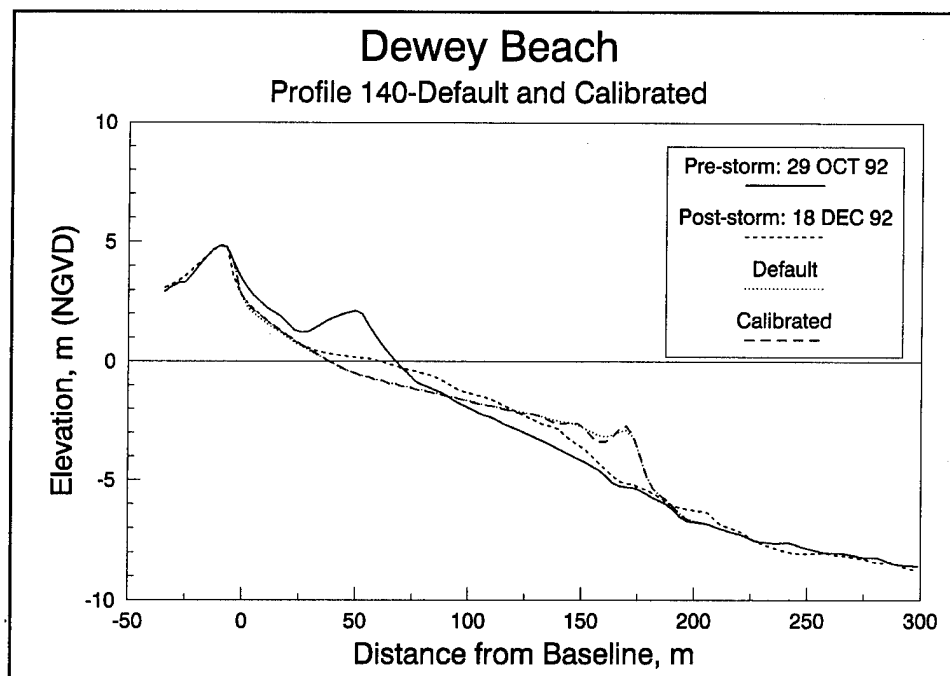 Dewey Beach
Profile 140-Default and Calibrated
Pre-storm: 29 OCT 92
Post-storm: 18 DEC 92
Default
Calibrated
Elevation, m (NGVD)
10
5
0
-5
-10
-50
0
50
100
150
200
250
300
Distance from Baseline, m